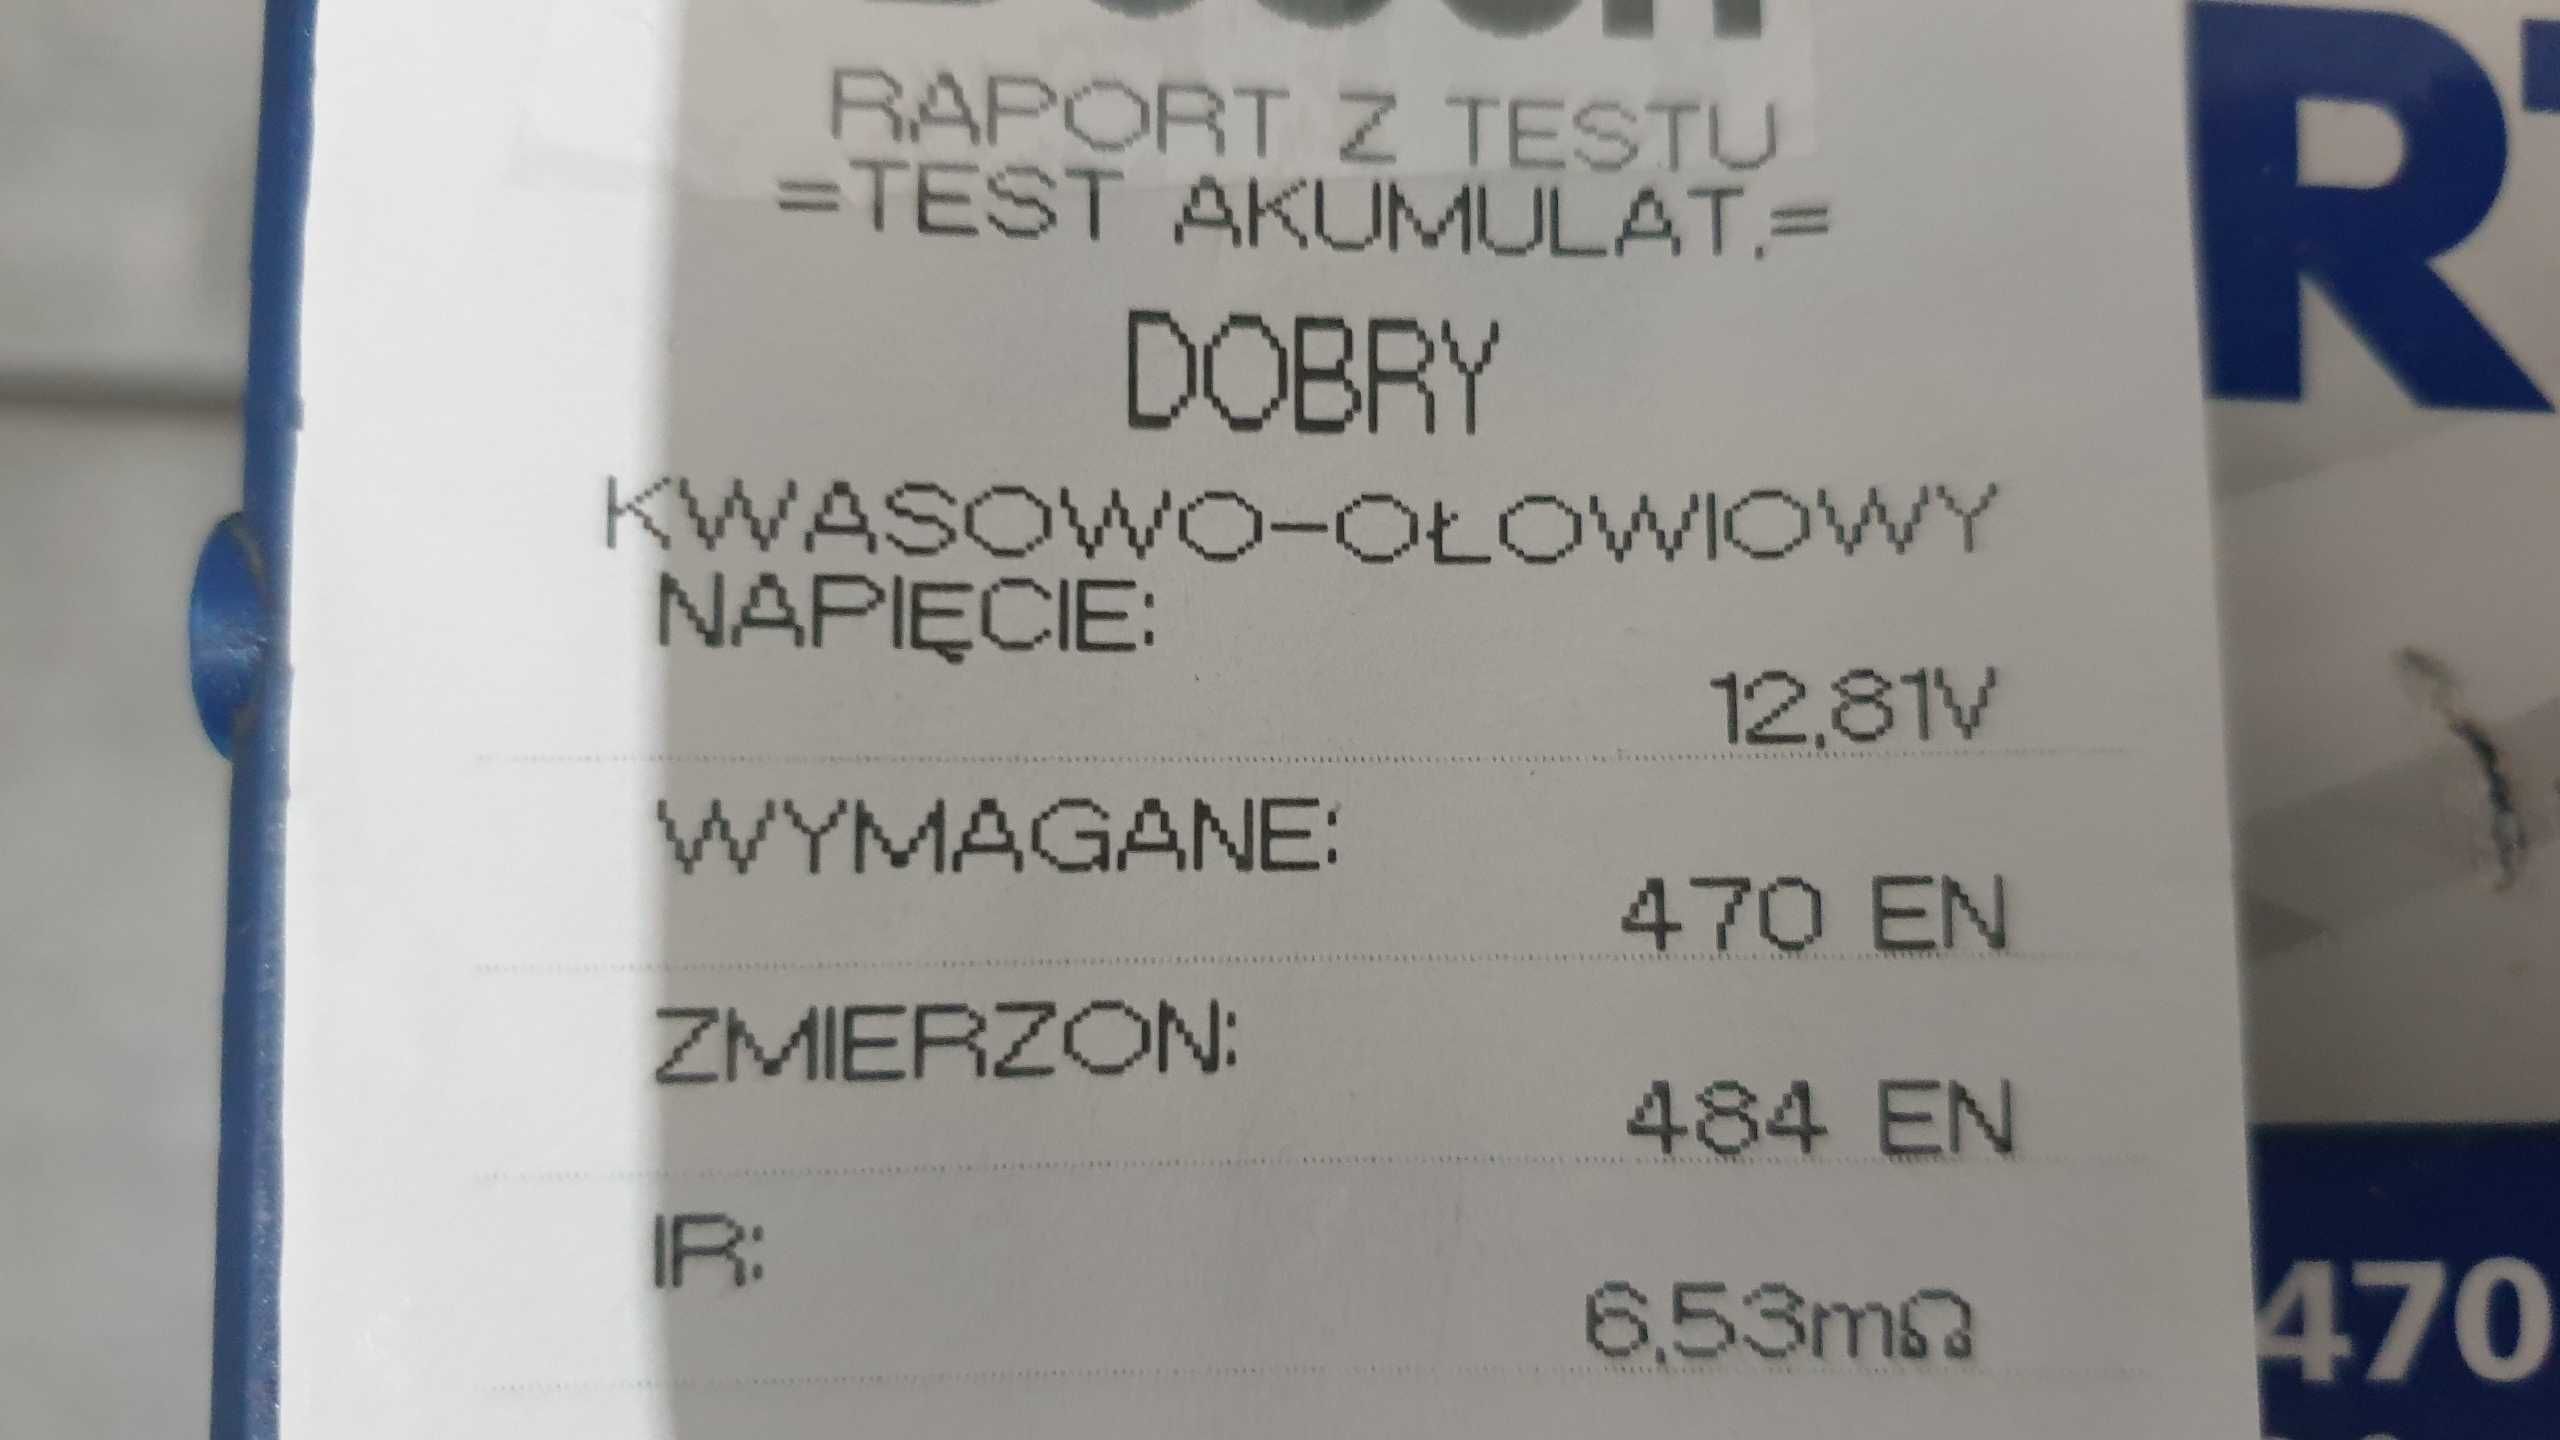 RAPORT Z TESTU
=TEST AKUMULAT.=
DOBRY
KWASOWO-OŁOWIOWY
NAPIĘCIE:
12,81V
WYMAGANE:
470 EN
ZMIERZON:
484 EN
IR:
6,53mΩ
470